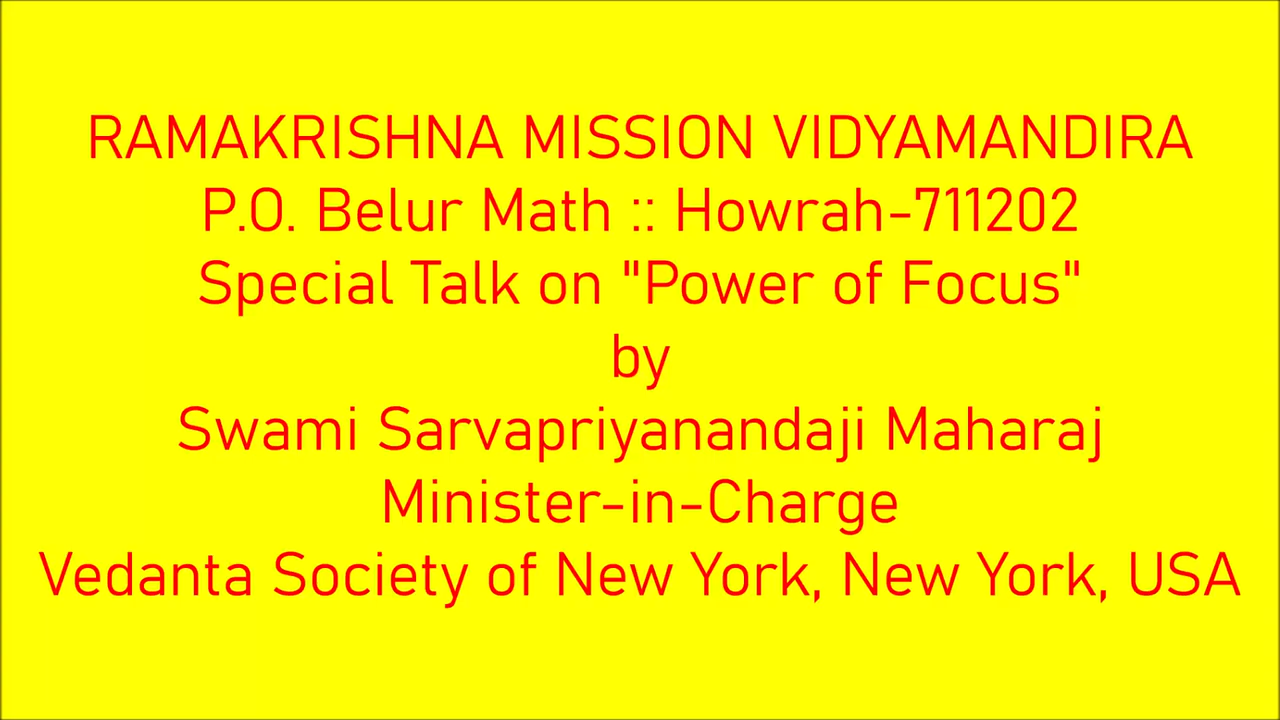 RAMAKRISHNA MISSION VIDYAMANDIRA
P.O. Belur Math :: Howrah-711202
Special Talk on "Power of Focus"
by
Swami Sarvapriyanandaji Maharaj
Minister-in-Charge
Vedanta Society of New York, New York, USA